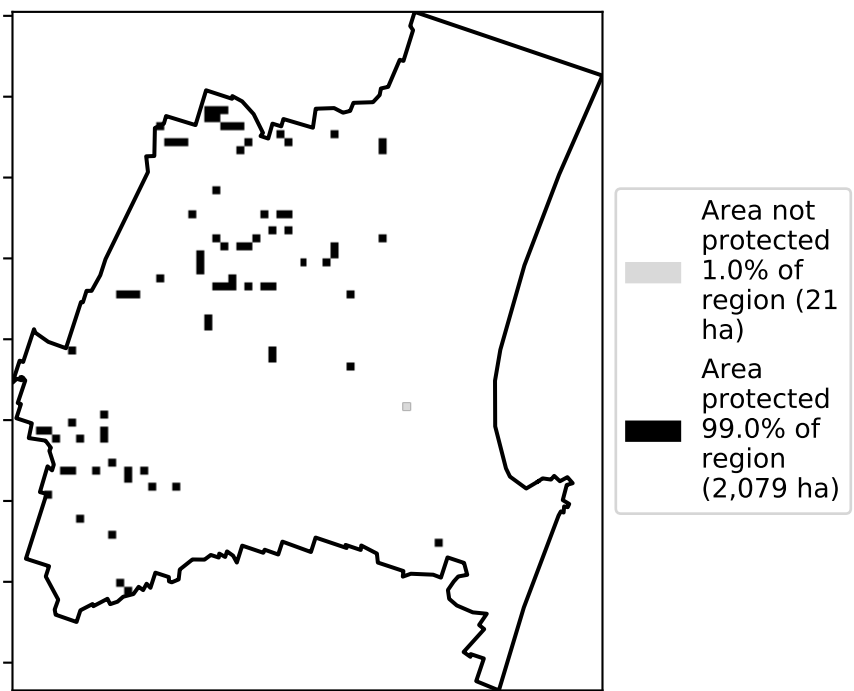 Area not
protected
1.0% of
region (21
ha)
Area
protected
99.0% of
region
(2,079 ha)